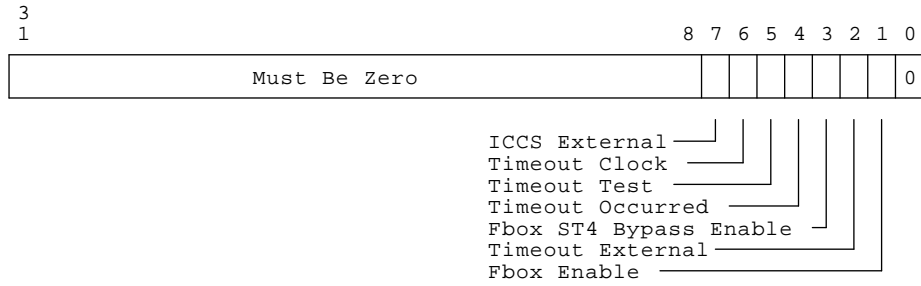 3
1 8 7 6 5 4 3 2 1 0
Must Be Zero 0
ICCS External
Timeout Clock
Timeout Test
Timeout Occurred
Fbox ST4 Bypass Enable
Timeout External
Fbox Enable